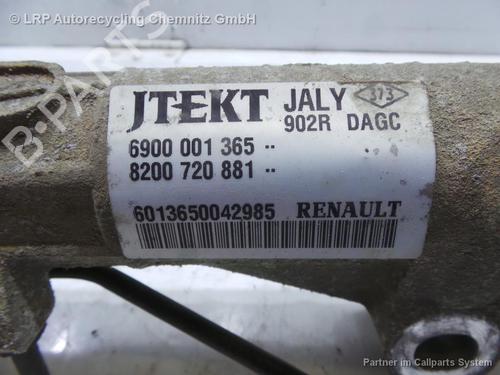 © LRP Autorecycling Chemnitz GmbH
B-PARTS
JTEKT JALY 373
902R DAGC
6900 001 365 ..
8200 720 881 ..
6013650042985 RENAULT
Partner im Callparts System